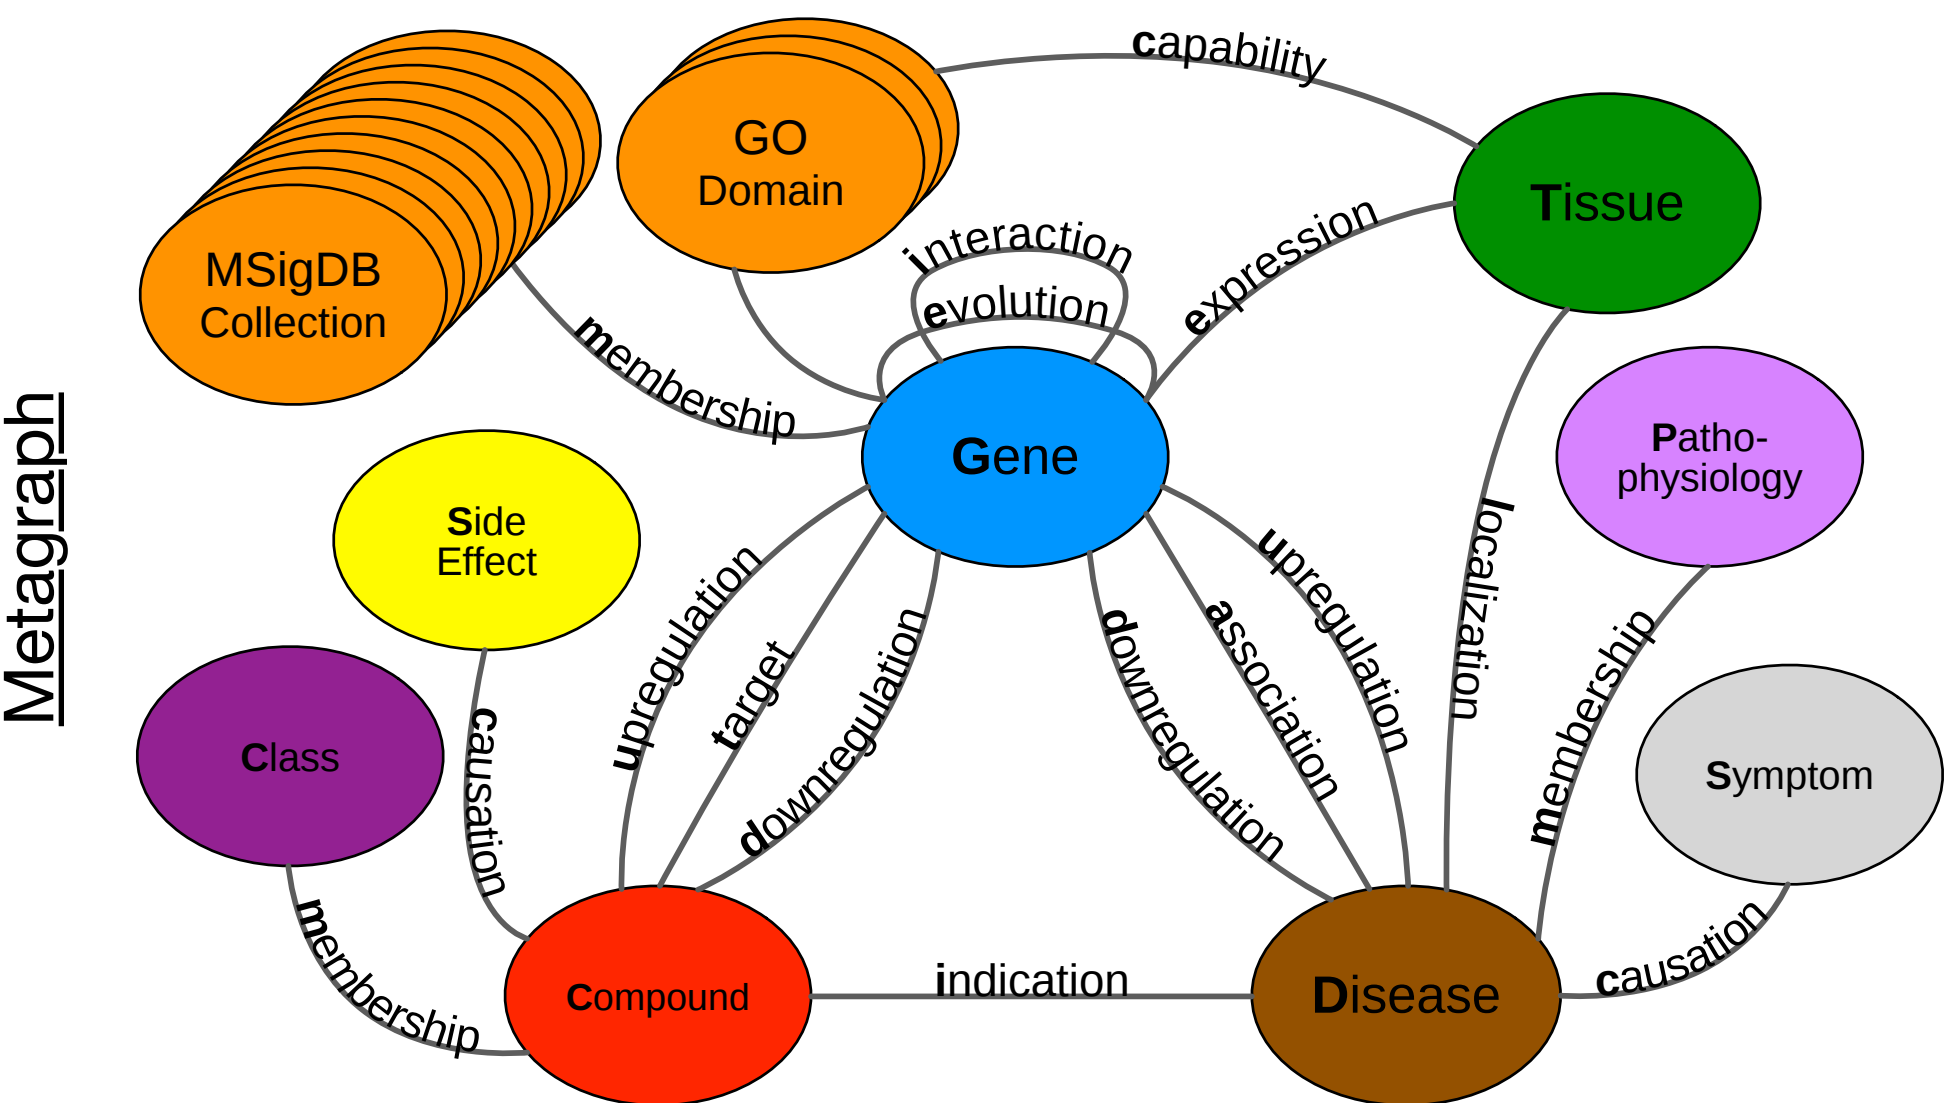 Metagraph
capability
GO
Domain
Tissue
interaction
expression
MSigDB
Collection
evolution
membership
Gene
Patho-
physiology
Side
Effect
upregulation
target
downregulation
downregulation
association
upregulation
localization
membership
Class
causation
Symptom
membership
Compound
indication
Disease
causation